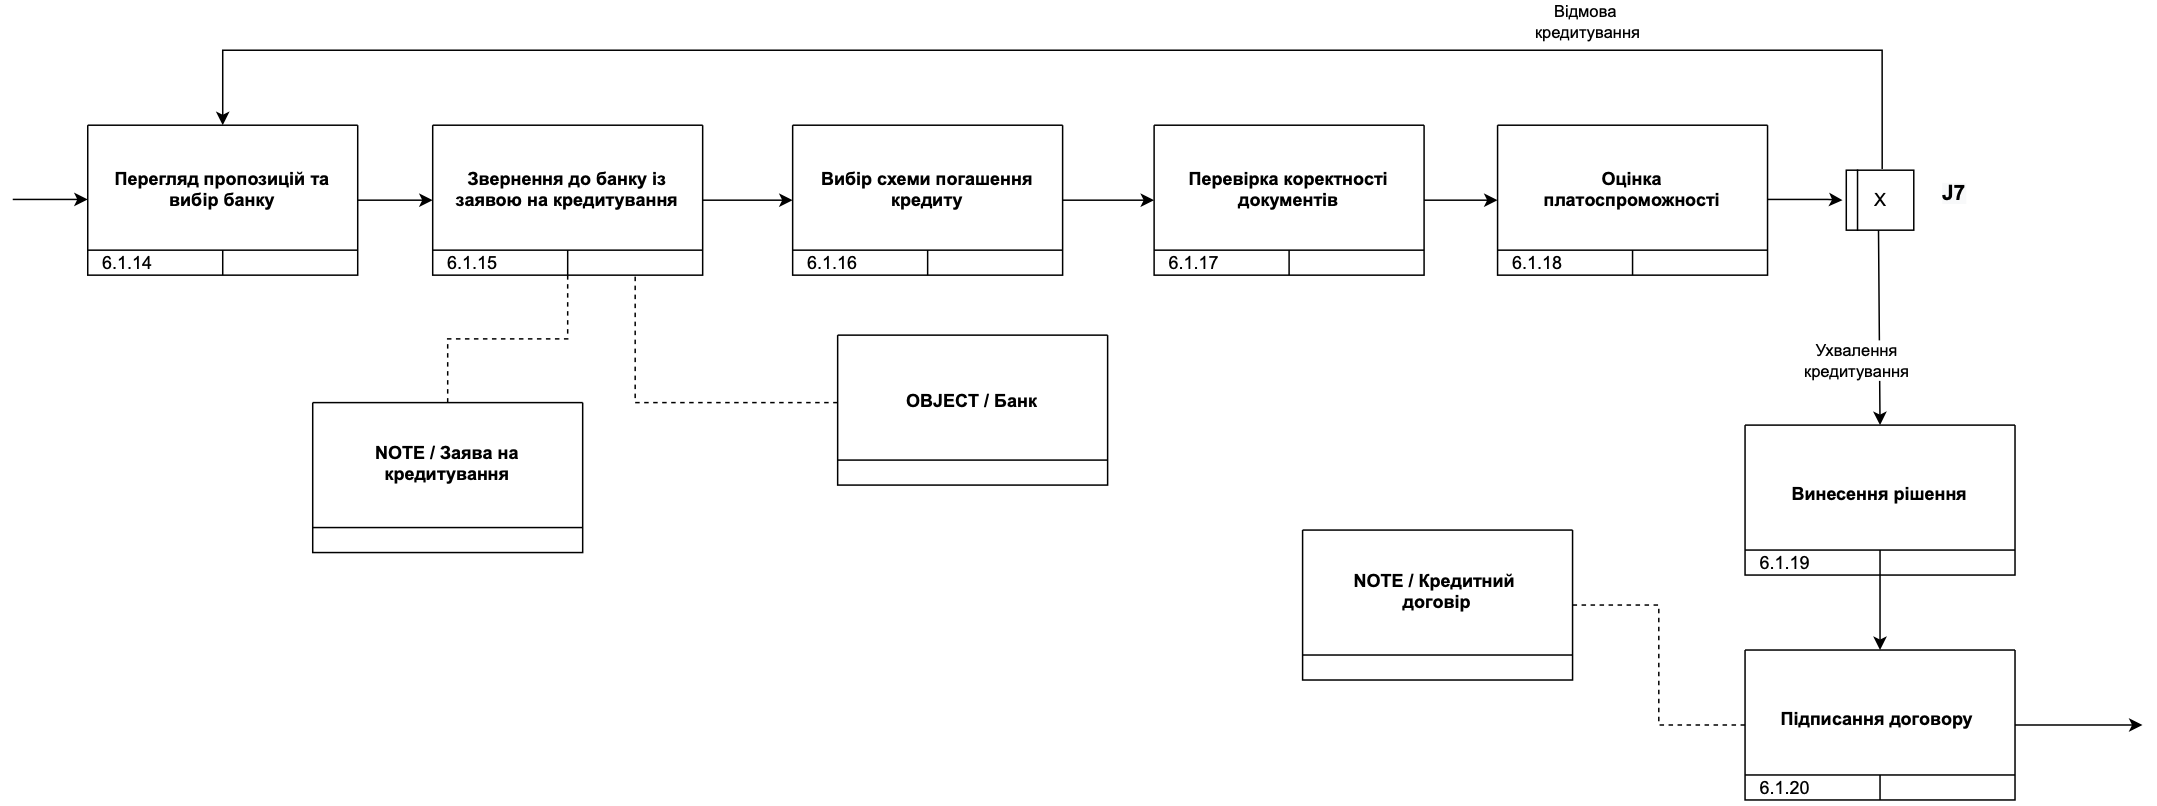 Відмова
кредитування
Перегляд пропозицій та
вибір банку
6.1.14
Звернення до банку із
заявою на кредитування
6.1.15
Вибір схеми погашення
кредиту
6.1.16
Перевірка коректності
документів
6.1.17
Оцінка
платоспроможності
6.1.18
X
J7
Ухвалення
кредитування
OBJECT / Банк
NOTE / Заява на
кредитування
Винесення рішення
6.1.19
NOTE / Кредитний
договір
Підписання договору
6.1.20